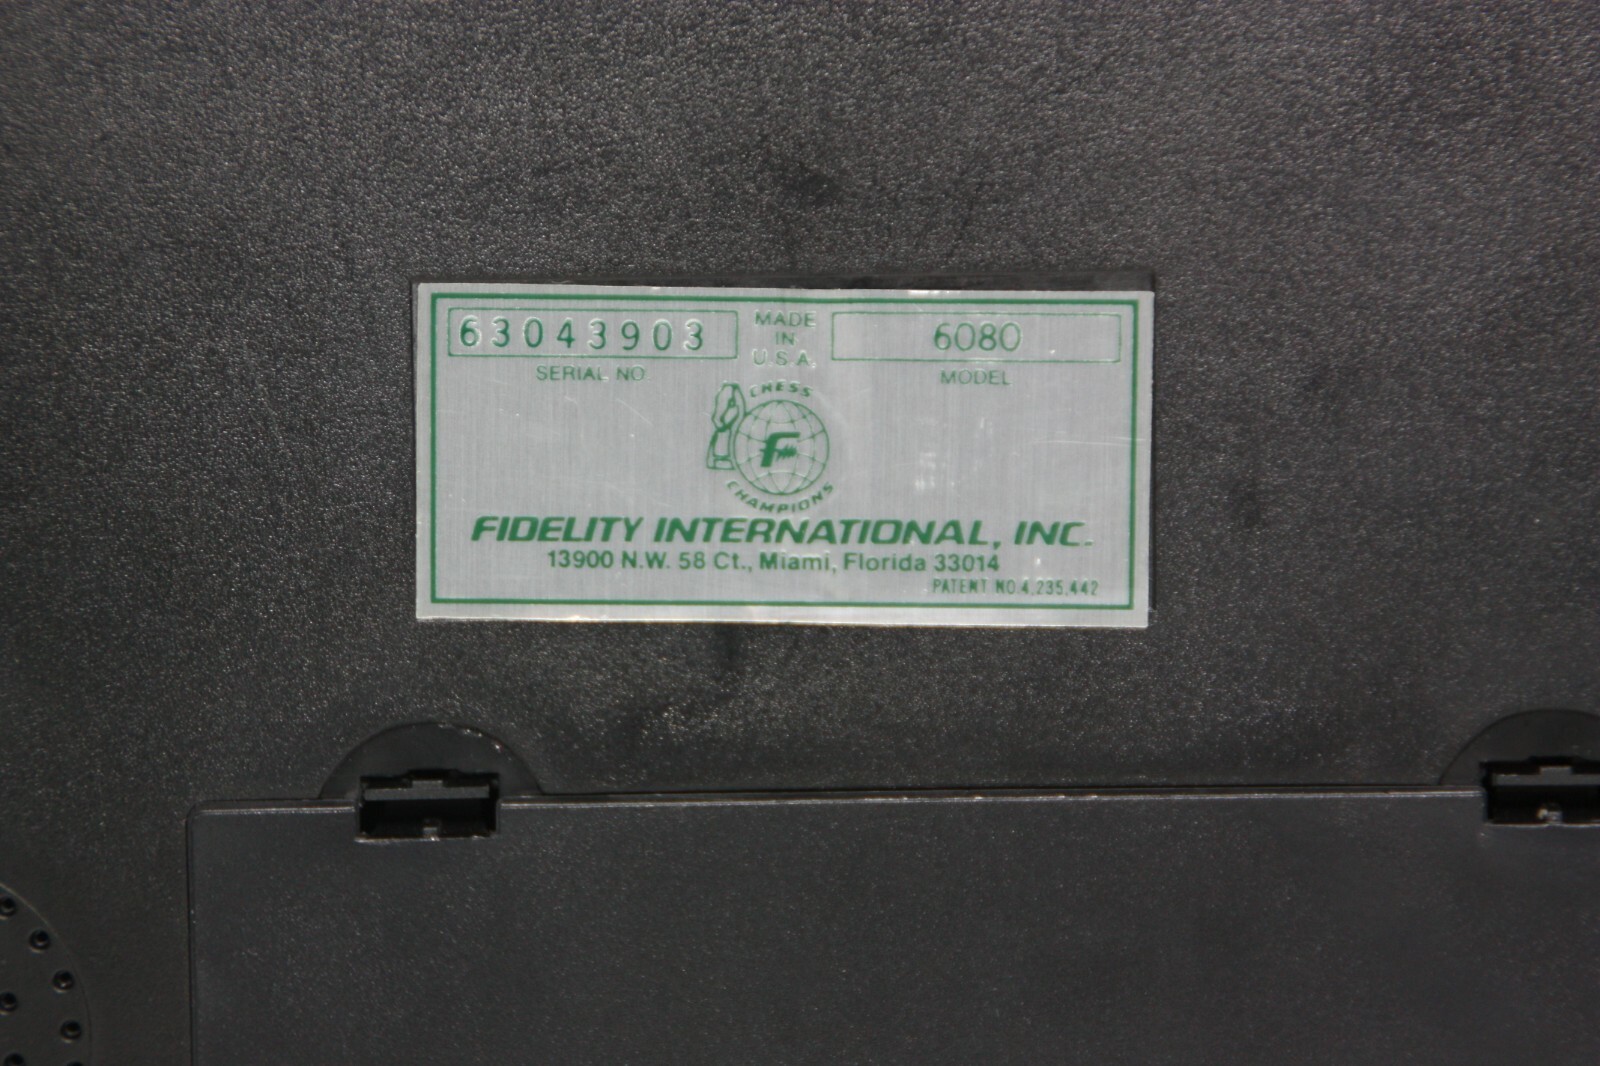 63043903
SERIAL NO.
MADE
IN
U.S.A.
6080
MODEL
CHESS
F
CHAMPIONS
FIDELITY INTERNATIONAL, INC.
13900 N.W. 58 Ct., Miami, Florida 33014
PATENT NO.4,235,442